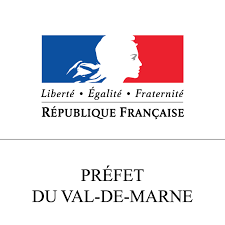 Liberté • Égalité • Fraternité
RÉPUBLIQUE FRANÇAISE
PRÉFET
DU VAL-DE-MARNE